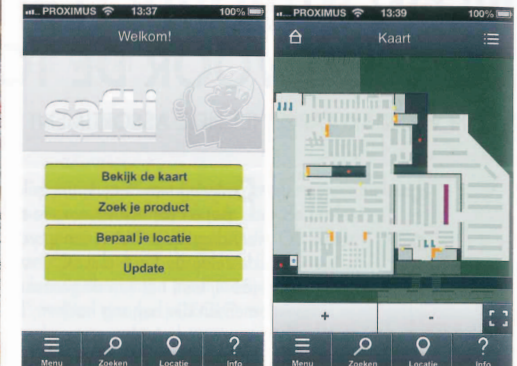 PROXIMUS 13:37 100%
Welkom!
safti
Bekijk de kaart
Zoek je product
Bepaal je locatie
Update
Menu Zoeken Locatie Info
PROXIMUS 13:39 100%
Kaart
+ -
Menu Zoeken Locatie Info